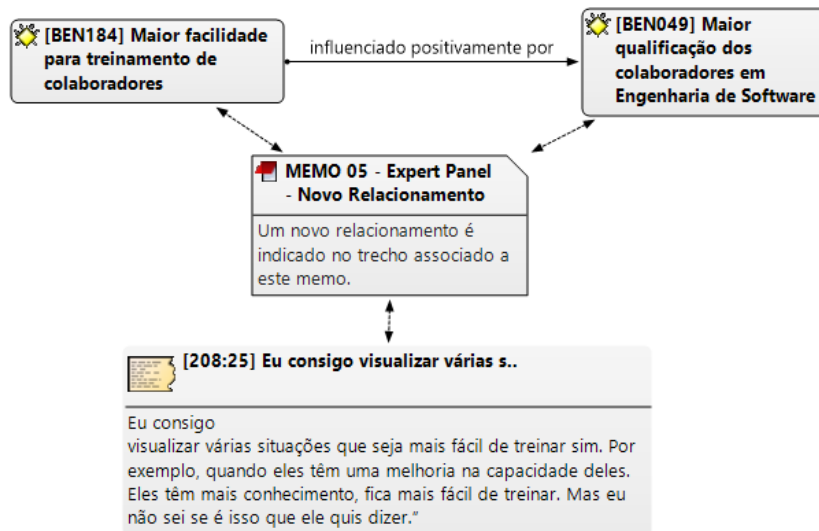 [BEN184] Maior facilidade
para treinamento de
colaboradores
influenciado positivamente por
[BEN049] Maior
qualificação dos
colaboradores em
Engenharia de Software
MEMO 05 - Expert Panel
- Novo Relacionamento
Um novo relacionamento é
indicado no trecho associado a
este memo.
[208:25] Eu consigo visualizar várias s..
Eu consigo
visualizar várias situações que seja mais fácil de treinar sim. Por
exemplo, quando eles têm uma melhoria na capacidade deles.
Eles têm mais conhecimento, fica mais fácil de treinar. Mas eu
não sei se é isso que ele quis dizer.”